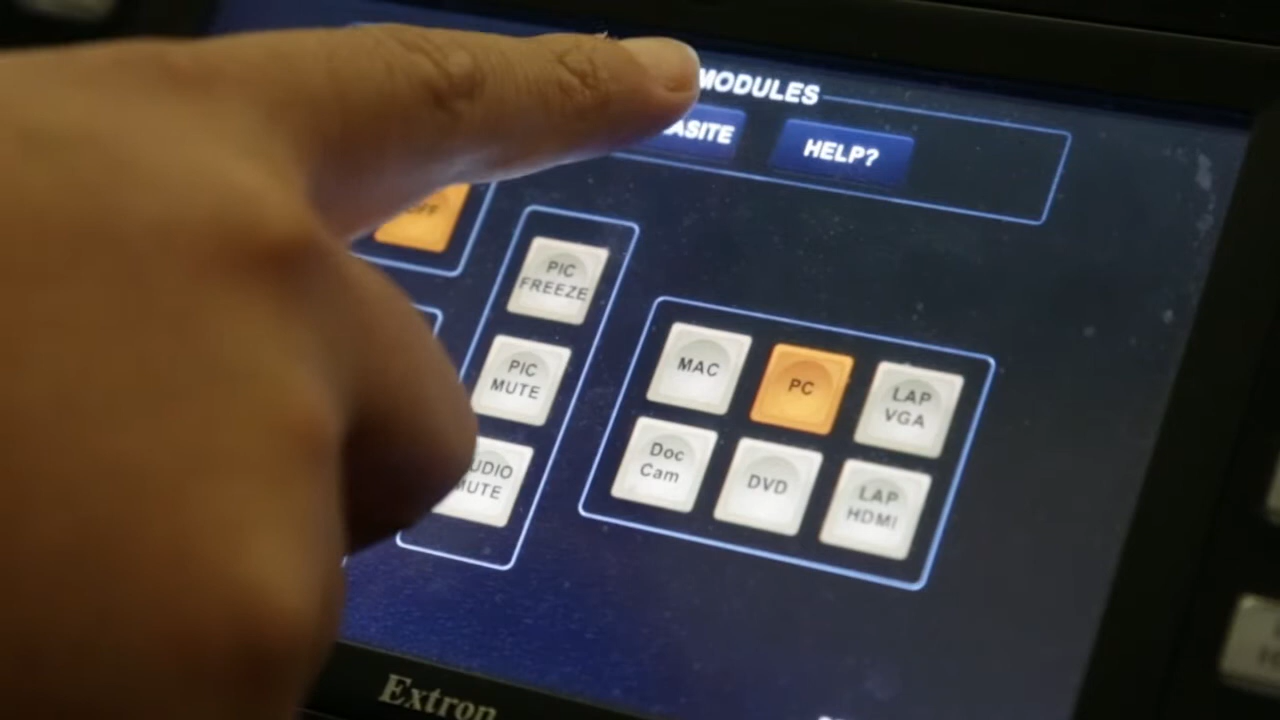 MODULES
ASITE
HELP?
OFF
PIC
FREEZE
PIC
MUTE
UDIO
MUTE
MAC
PC
LAP
VGA
Doc
Cam
DVD
LAP
HDMI
Extron